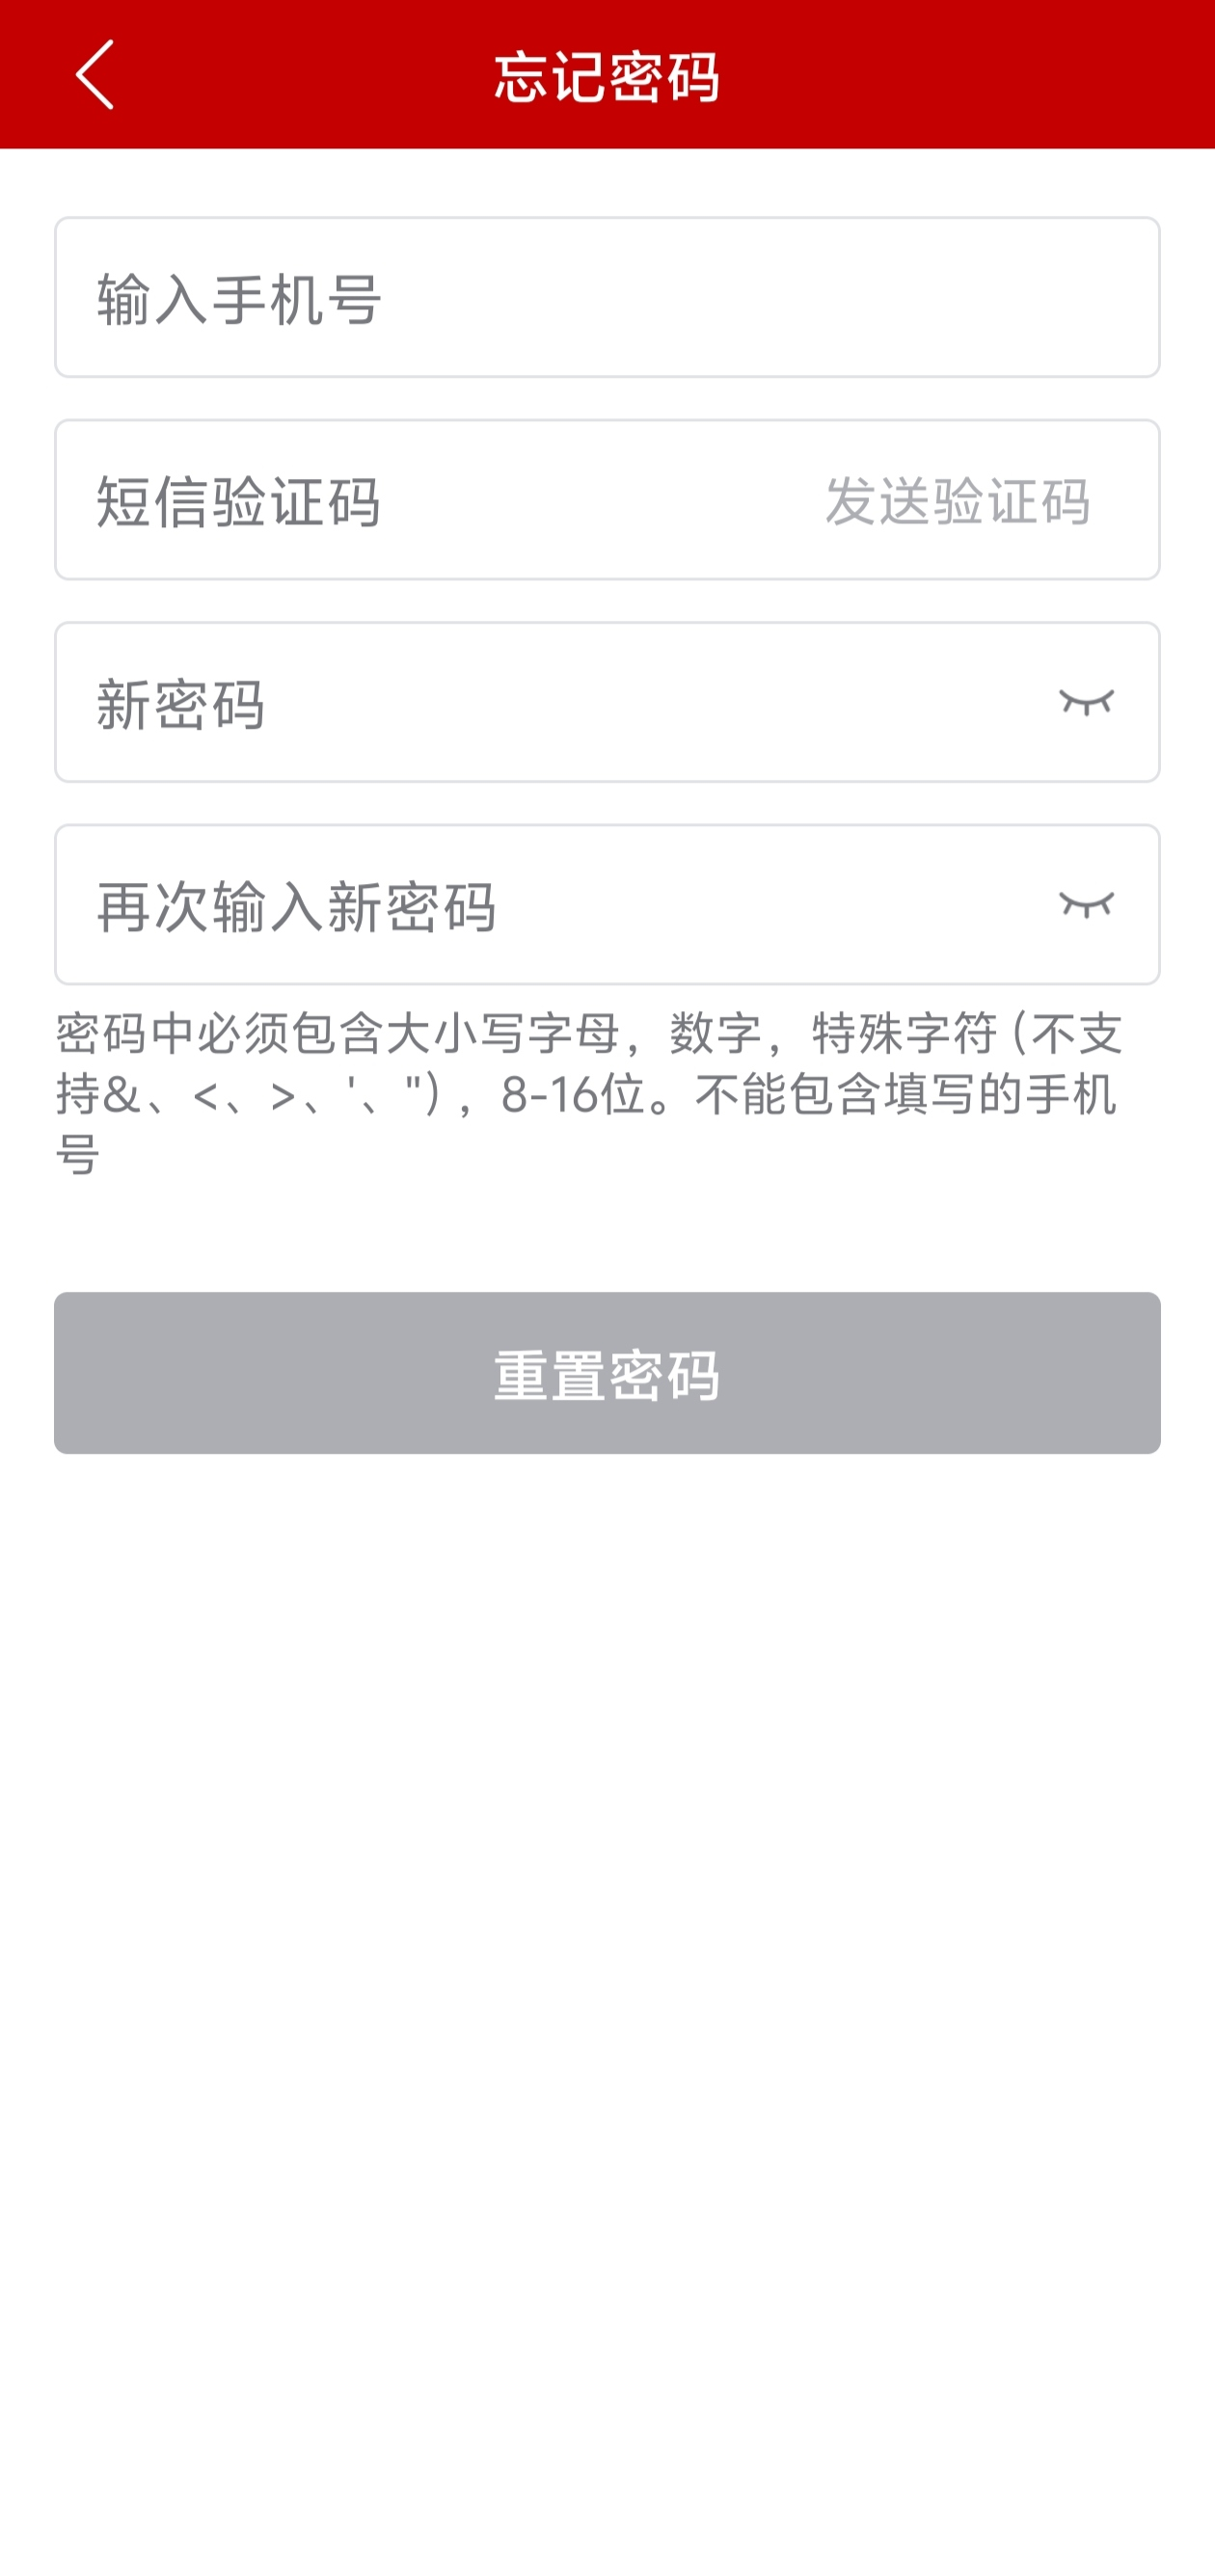 忘记密码
输入手机号
短信验证码 发送验证码
新密码
再次输入新密码
密码中必须包含大小写字母，数字，特殊字符(不支
持&、<、>、'、")，8-16位。不能包含填写的手机
号
重置密码